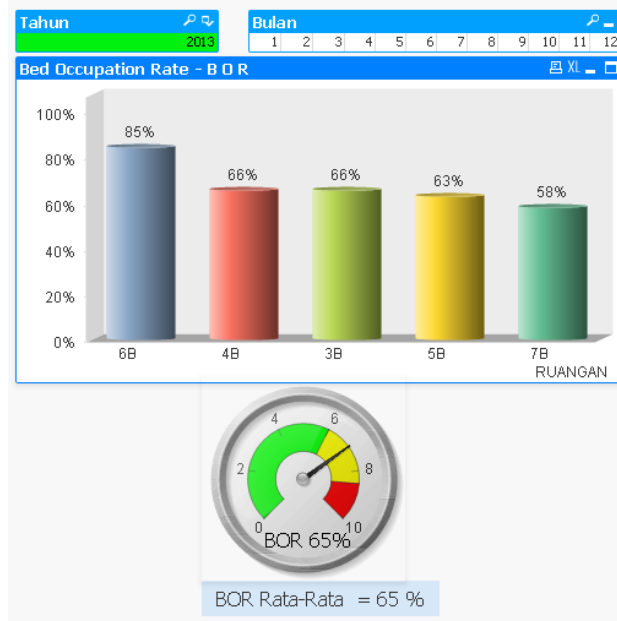 Tahun
2013
Bulan
1 2 3 4 5 6 7 8 9 10 11 12
Bed Occupation Rate - B O R
XL
100%
80%
60%
40%
20%
0%
85%
66%
66%
63%
58%
6B 4B 3B 5B 7B
RUANGAN
4 6
2 8
0 10
BOR 65%
BOR Rata-Rata = 65 %